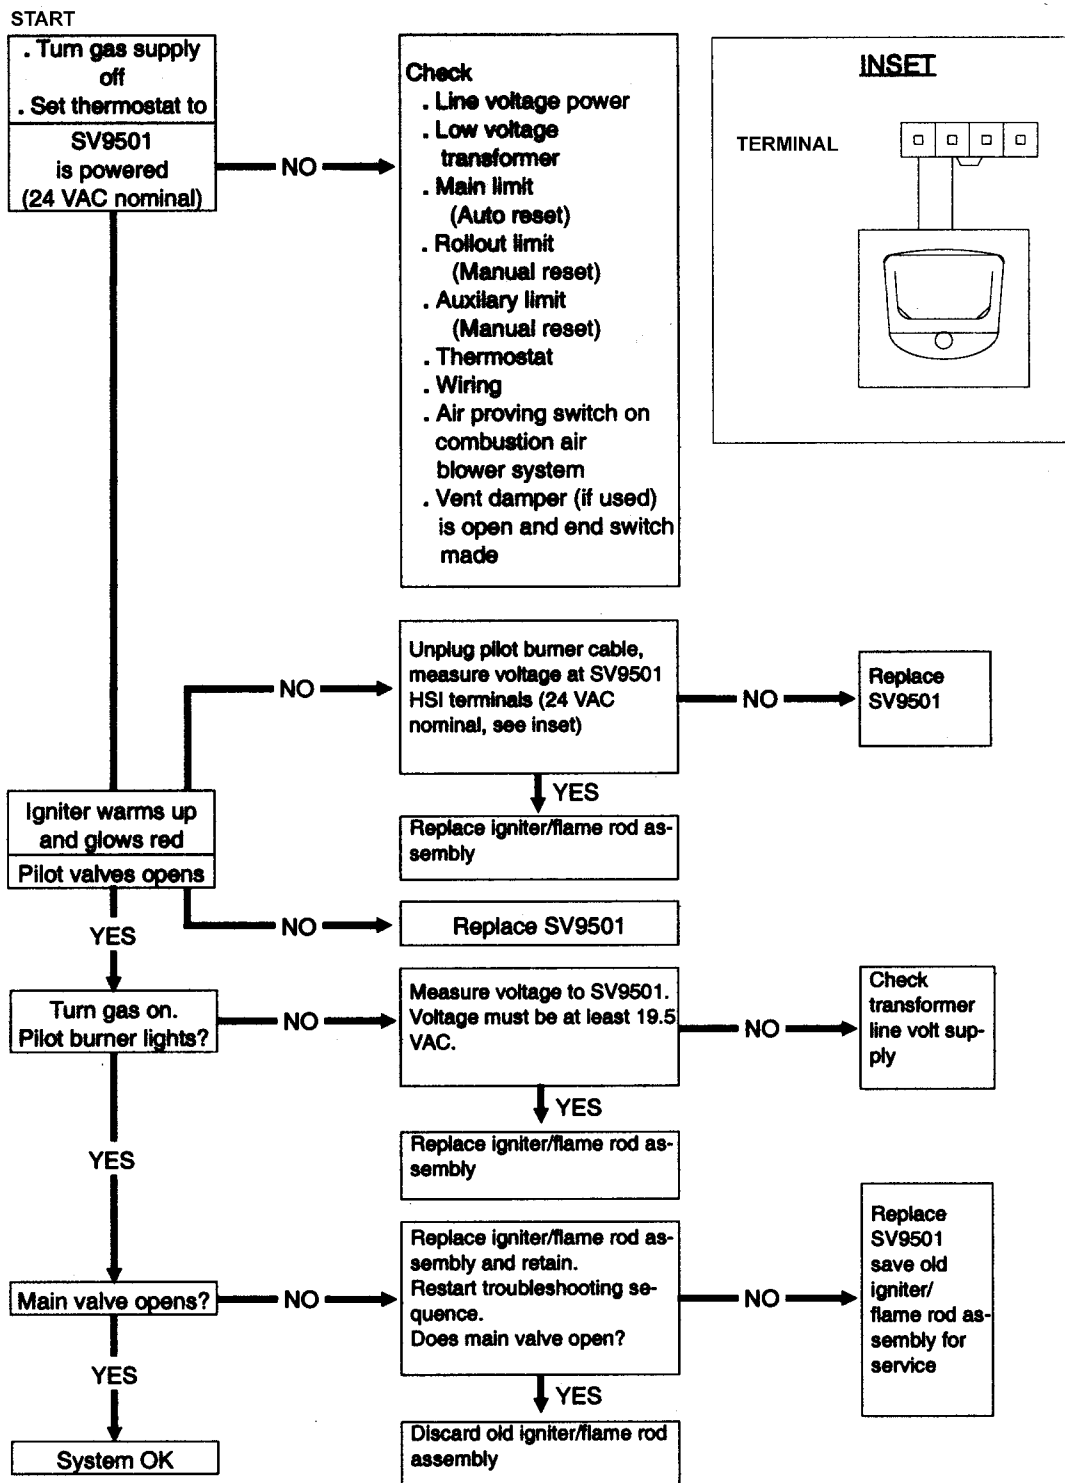 START
. Turn gas supply
off
. Set thermostat to
SV9501
is powered
(24 VAC nominal)
NO
Check
. Line voltage power
. Low voltage
transformer
. Main limit
(Auto reset)
. Rollout limit
(Manual reset)
. Auxilary limit
(Manual reset)
. Thermostat
. Wiring
. Air proving switch on
combustion air
blower system
. Vent damper (if used)
is open and end switch
made
INSET
TERMINAL
Igniter warms up
and glows red
NO
Unplug pilot burner cable,
measure voltage at SV9501
HSI terminals (24 VAC
nominal, see inset)
NO
Replace
SV9501
YES
Replace igniter/flame rod as-
sembly
Pilot valves opens
NO
Replace SV9501
YES
Turn gas on.
Pilot burner lights?
NO
Measure voltage to SV9501.
Voltage must be at least 19.5
VAC.
NO
Check
transformer
line volt sup-
ply
YES
Replace igniter/flame rod as-
sembly
YES
Main valve opens?
NO
Replace igniter/flame rod as-
sembly and retain.
Restart troubleshooting se-
quence.
Does main valve open?
NO
Replace
SV9501
save old
igniter/
flame rod as-
sembly for
service
YES
Discard old igniter/flame rod
assembly
YES
System OK